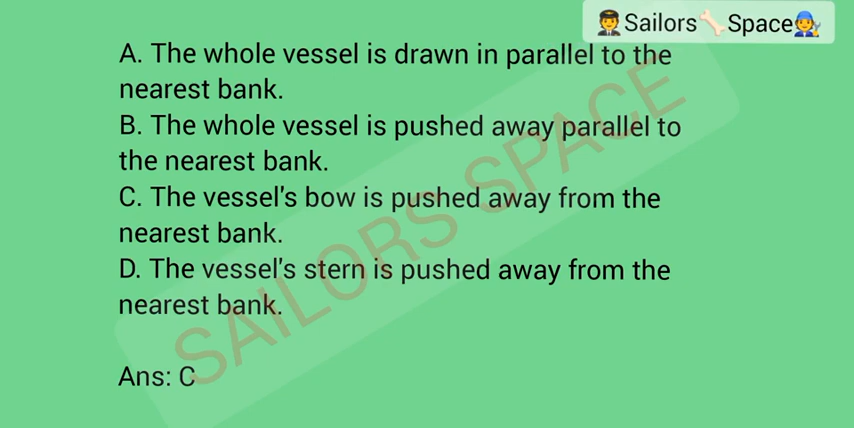 Sailors Space
A. The whole vessel is drawn in parallel to the
nearest bank.
B. The whole vessel is pushed away parallel to
the nearest bank.
C. The vessel's bow is pushed away from the
nearest bank.
D. The vessel's stern is pushed away from the
nearest bank.
Ans: C
SAILORS SPACE